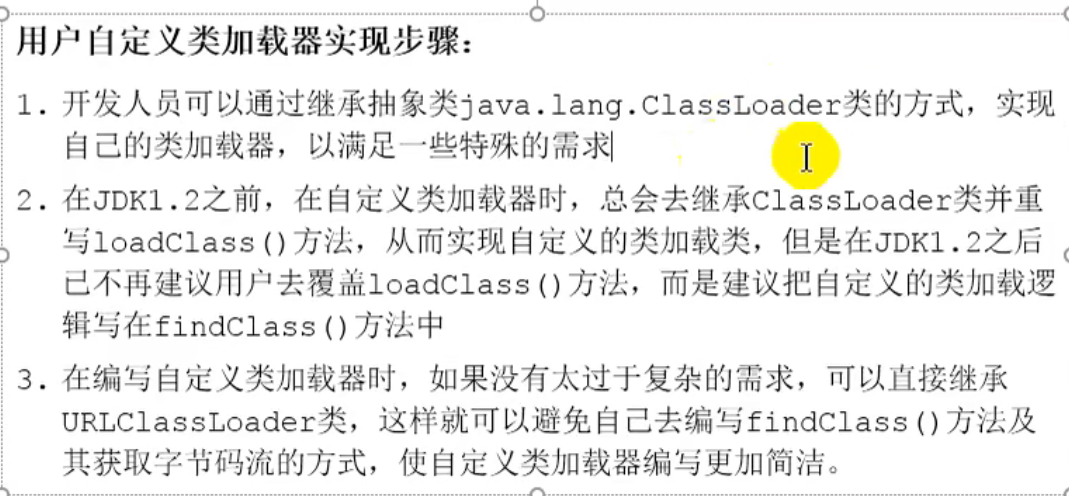 用户自定义类加载器实现步骤：
1. 开发人员可以通过继承抽象类java.lang.ClassLoader类的方式，实现
自己的类加载器，以满足一些特殊的需求
2. 在JDK1.2之前，在自定义类加载器时，总会去继承ClassLoader类并重
写loadClass()方法，从而实现自定义的类加载类，但是在JDK1.2之后
已不再建议用户去覆盖loadClass()方法，而是建议把自定义的类加载逻
辑写在findClass()方法中
3. 在编写自定义类加载器时，如果没有太过于复杂的需求，可以直接继承
URLClassLoader类，这样就可以避免自己去编写findClass()方法及
其获取字节码流的方式，使自定义类加载器编写更加简洁。